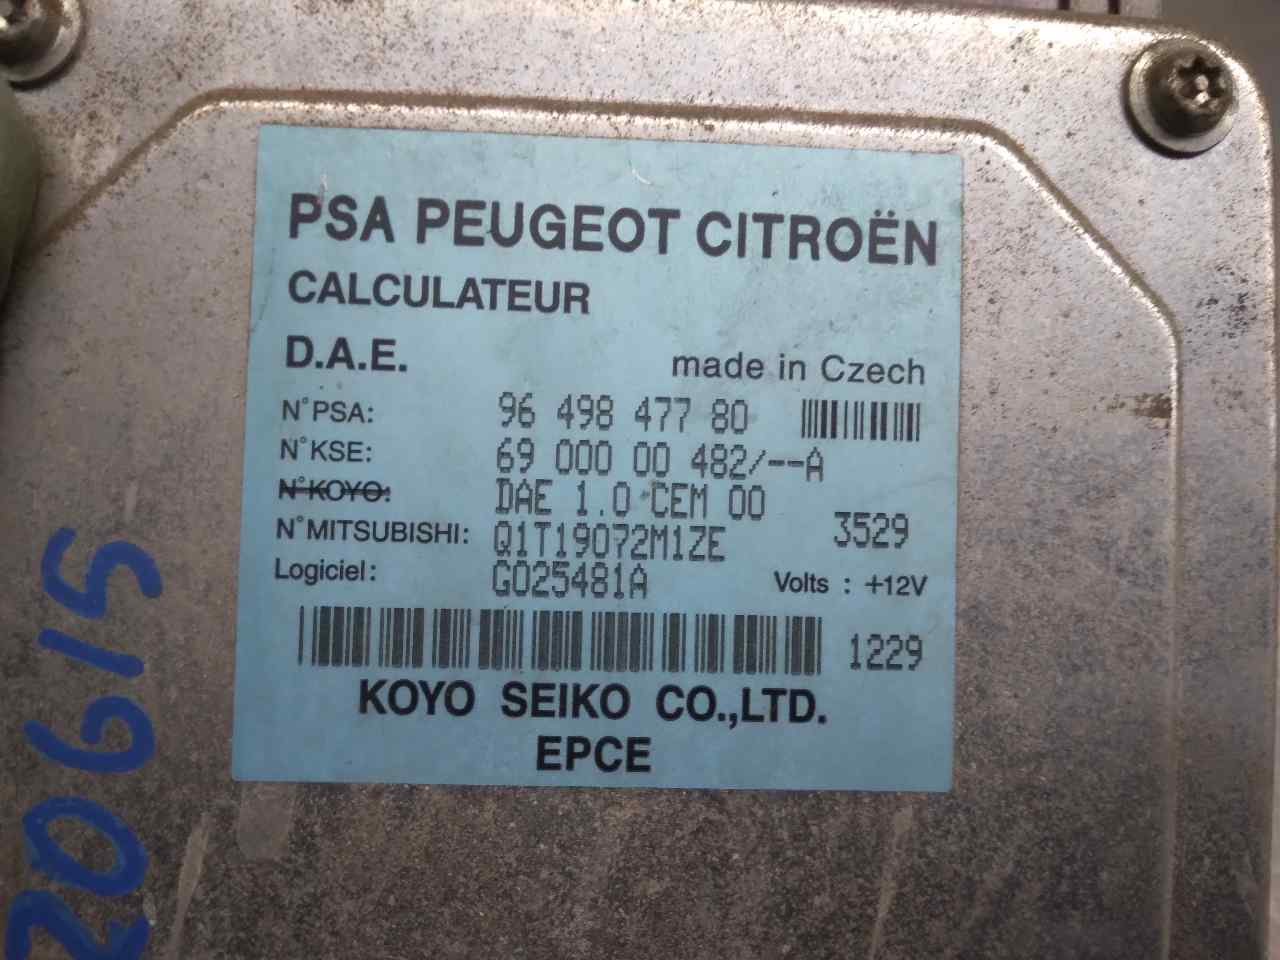 PSA PEUGEOT CITROËN
CALCULATEUR
D.A.E. made in Czech
N°PSA: 96 498 477 80
N°KSE: 69 000 00 482/--A
N°KOYO: DAE 1.0 CEM 00
N°MITSUBISHI: Q1T19072M1ZE 3529
Logiciel: G025481A Volts : +12V
1229
KOYO SEIKO CO.,LTD.
EPCE
20615